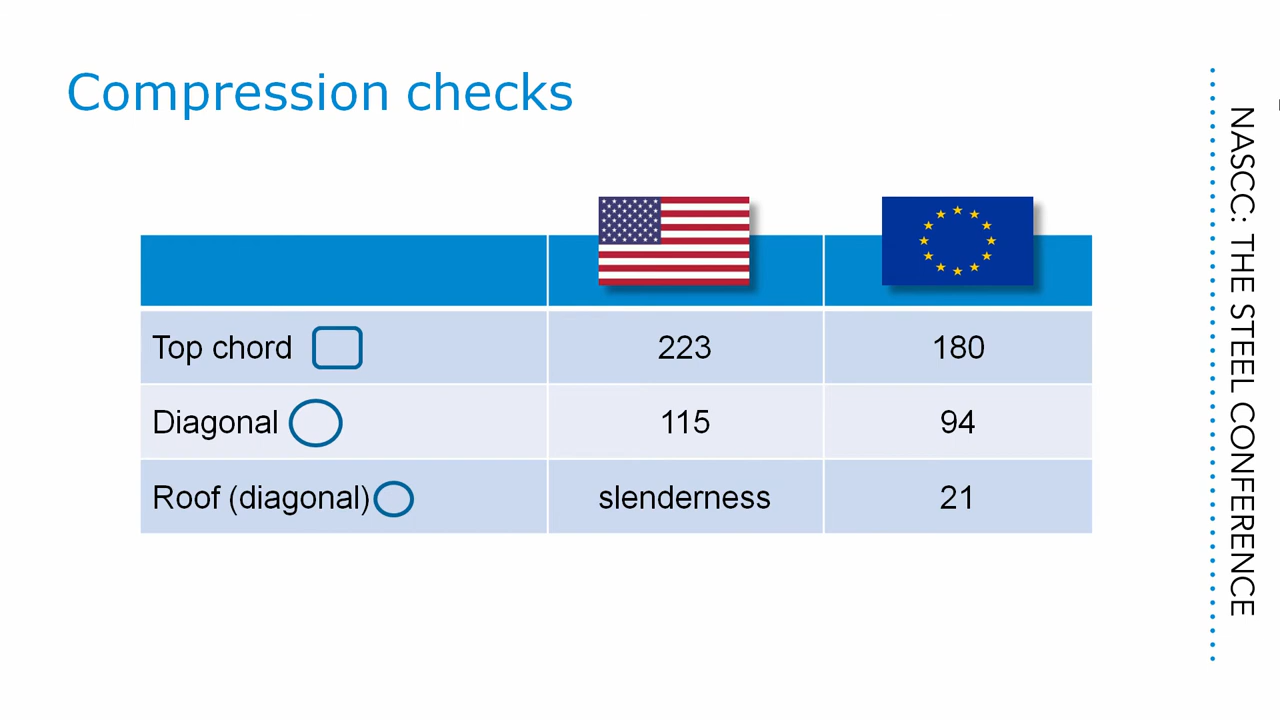 Compression checks
Top chord 223 180
Diagonal 115 94
Roof (diagonal) slenderness 21
NASCC: THE STEEL CONFERENCE